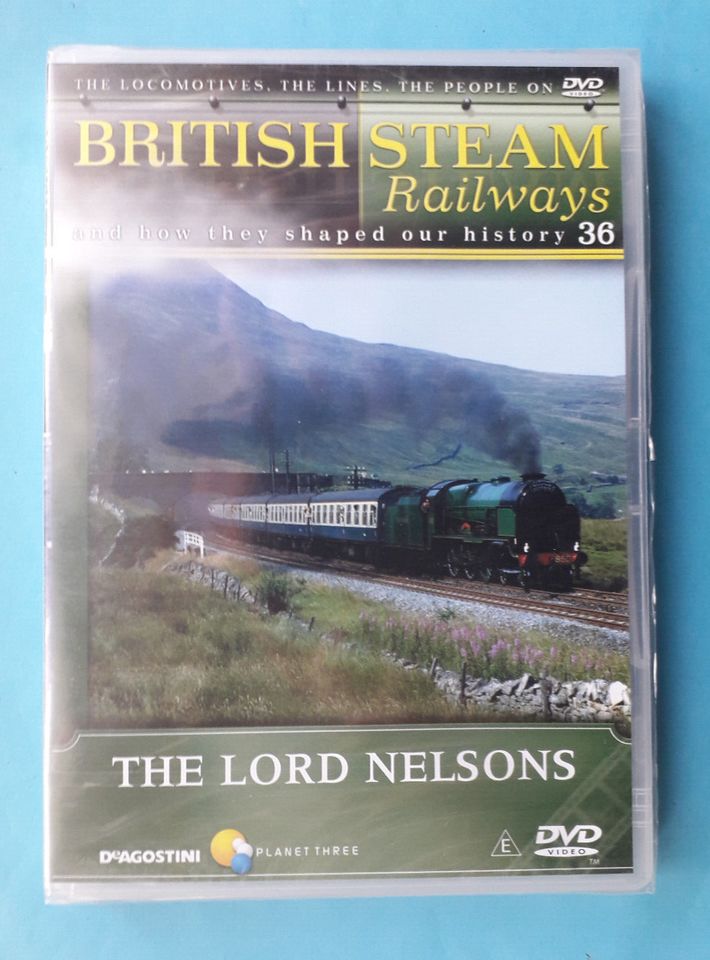 THE LOCOMOTIVES, THE LINES, THE PEOPLE ON DVD VIDEO
BRITISH STEAM
Railways
and how they shaped our history 36
THE LORD NELSONS
DeAGOSTINI PLANET THREE E DVD VIDEO TM